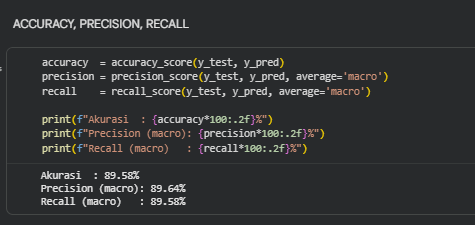 ACCURACY, PRECISION, RECALL
accuracy  = accuracy_score(y_test, y_pred)
precision = precision_score(y_test, y_pred, average='macro')
recall    = recall_score(y_test, y_pred, average='macro')
print(f"Akurasi  : {accuracy*100:.2f}%")
print(f"Precision (macro): {precision*100:.2f}%")
print(f"Recall (macro)   : {recall*100:.2f}%")
Akurasi  : 89.58%
Precision (macro): 89.64%
Recall (macro)   : 89.58%